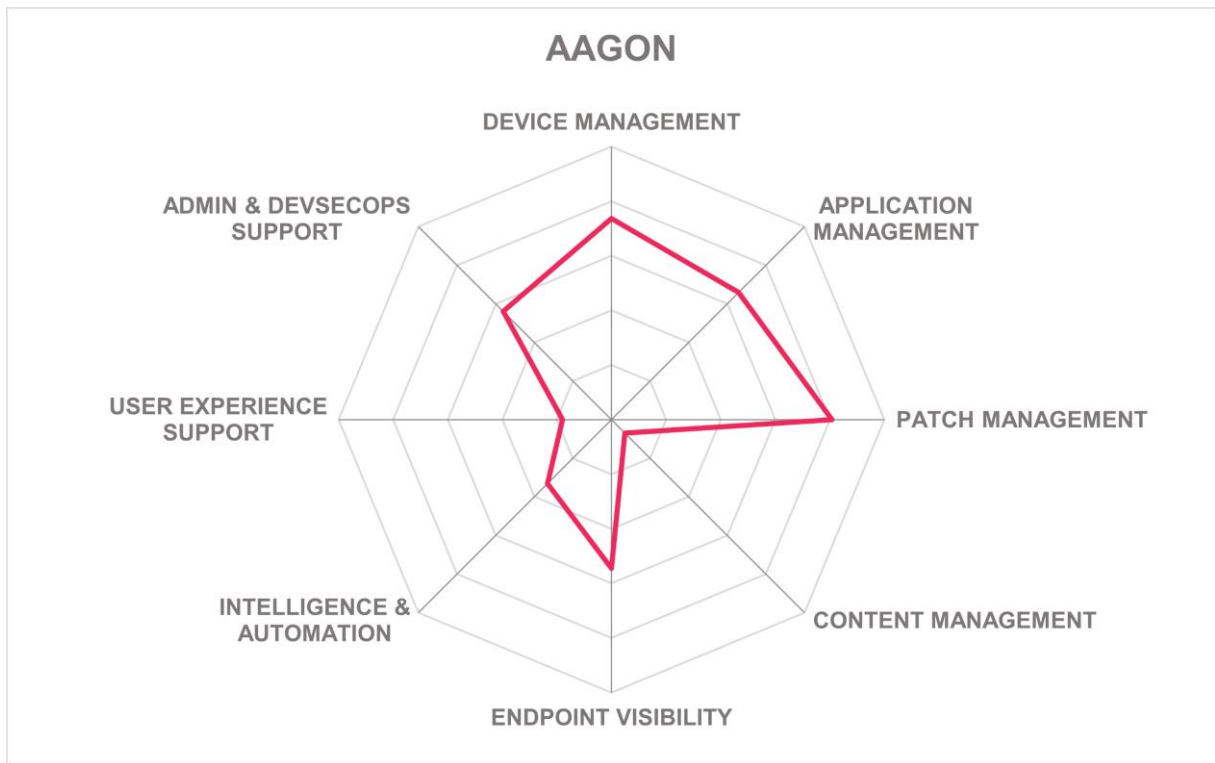 AAGON
DEVICE MANAGEMENT
APPLICATION
MANAGEMENT
PATCH MANAGEMENT
CONTENT MANAGEMENT
ENDPOINT VISIBILITY
INTELLIGENCE &
AUTOMATION
USER EXPERIENCE
SUPPORT
ADMIN & DEVSECOPS
SUPPORT